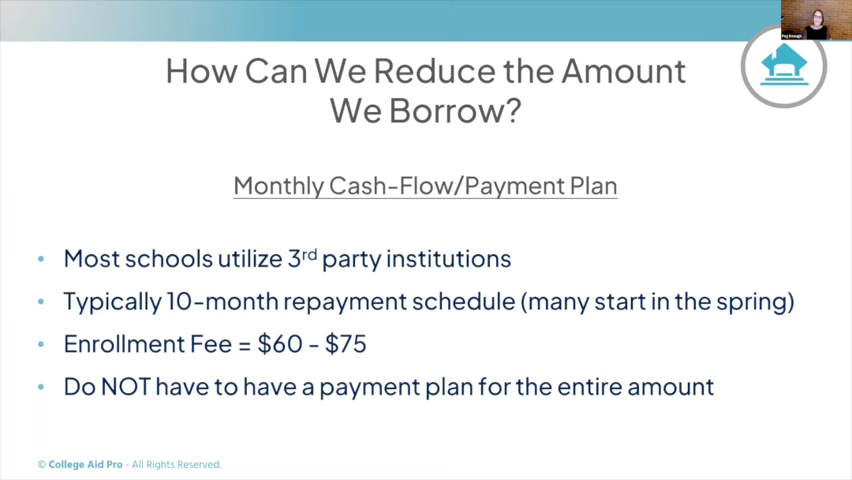 How Can We Reduce the Amount
We Borrow?
Monthly Cash-Flow/Payment Plan
• Most schools utilize 3rd party institutions
• Typically 10-month repayment schedule (many start in the spring)
• Enrollment Fee = $60 - $75
• Do NOT have to have a payment plan for the entire amount
© College Aid Pro - All Rights Reserved.